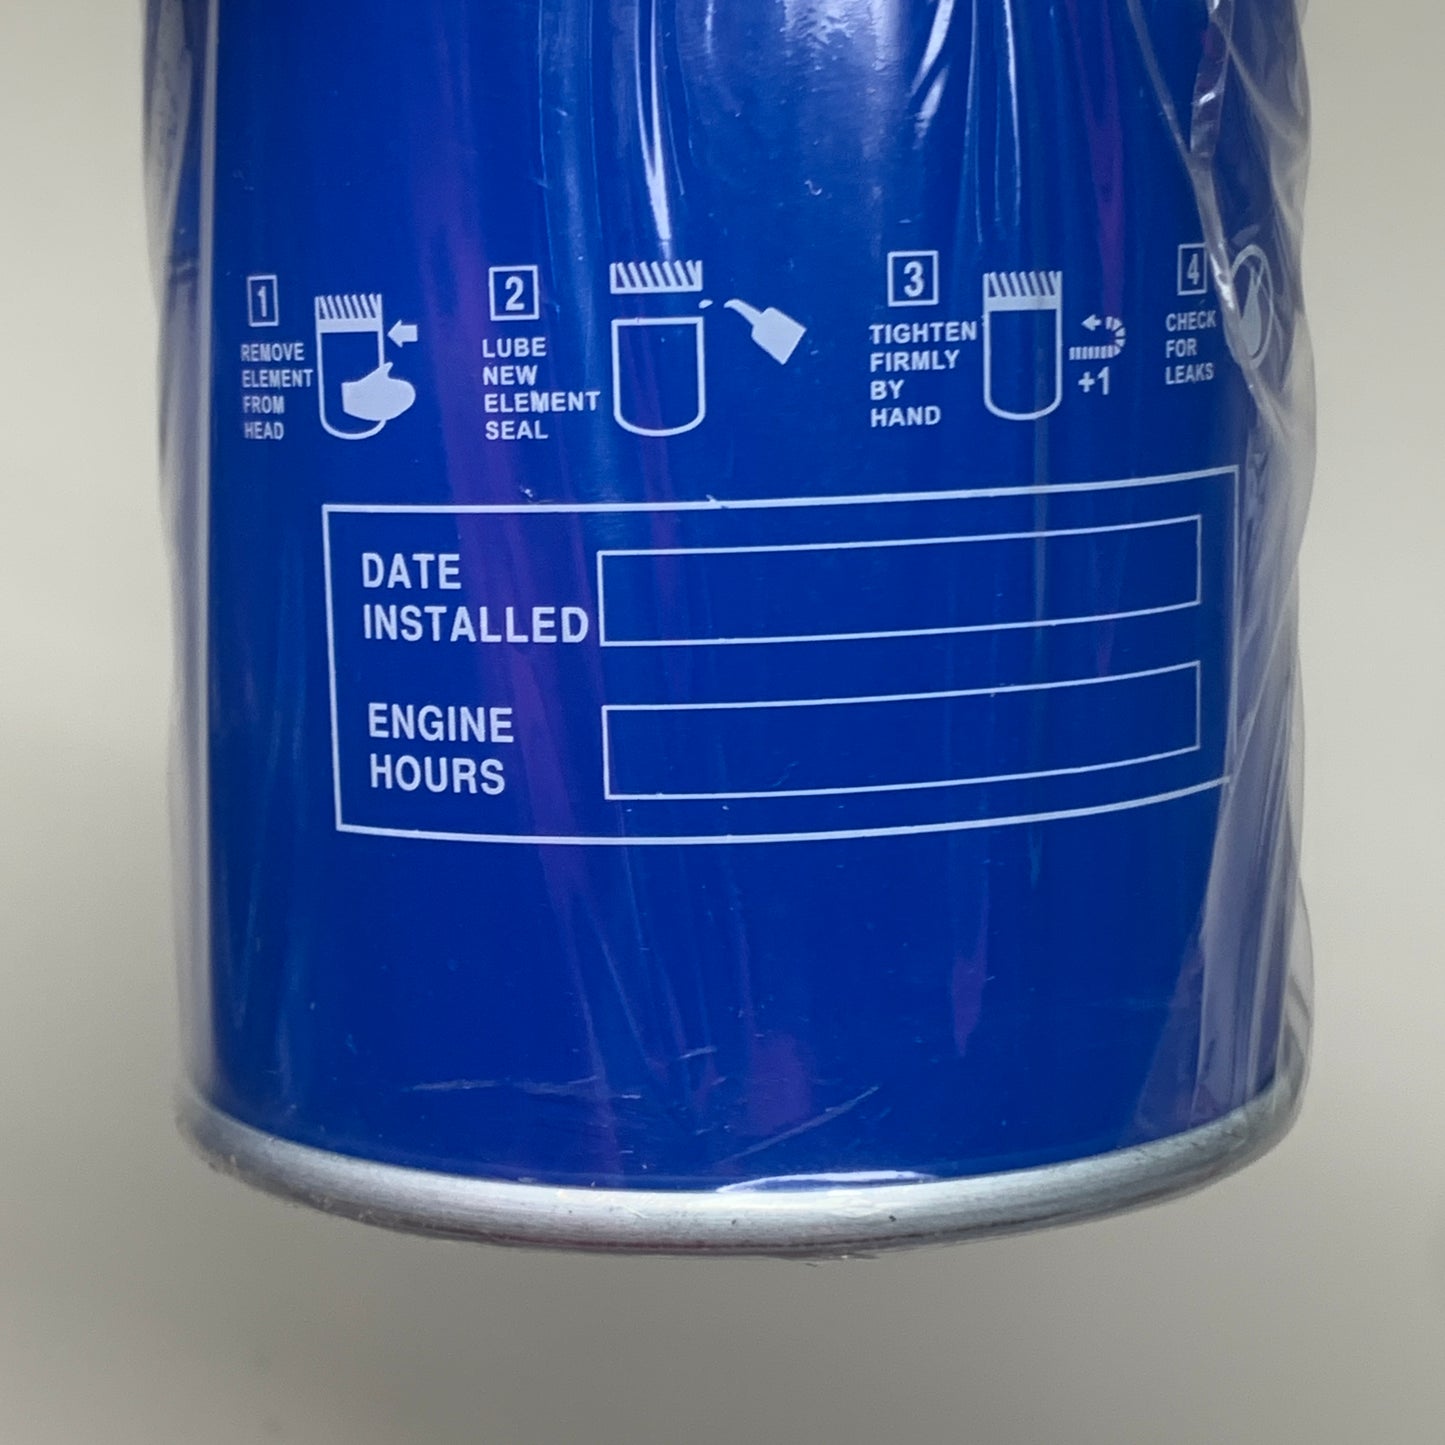 1
REMOVE
ELEMENT
FROM
HEAD
2
LUBE
NEW
ELEMENT
SEAL
3
TIGHTEN
FIRMLY
BY
HAND
+1
4
CHECK
FOR
LEAKS
DATE
INSTALLED
ENGINE
HOURS